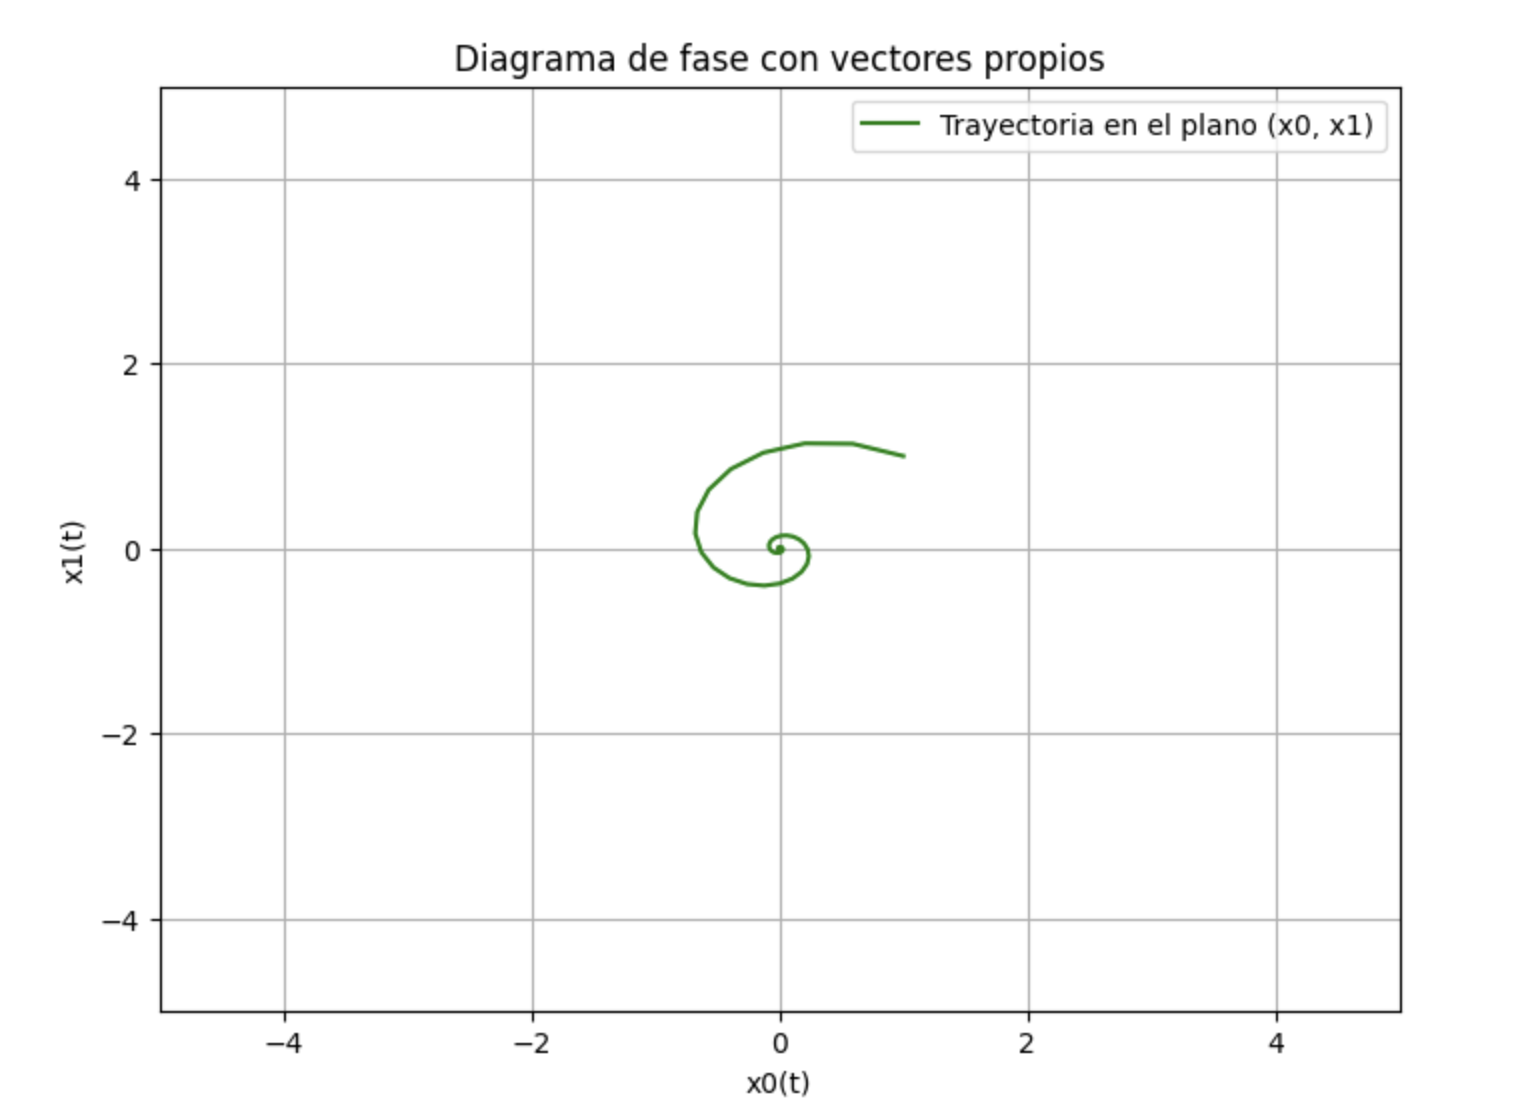 Diagrama de fase con vectores propios
Trayectoria en el plano (x0, x1)
4
2
0
−2
−4
x1(t)
−4 −2 0 2 4
x0(t)